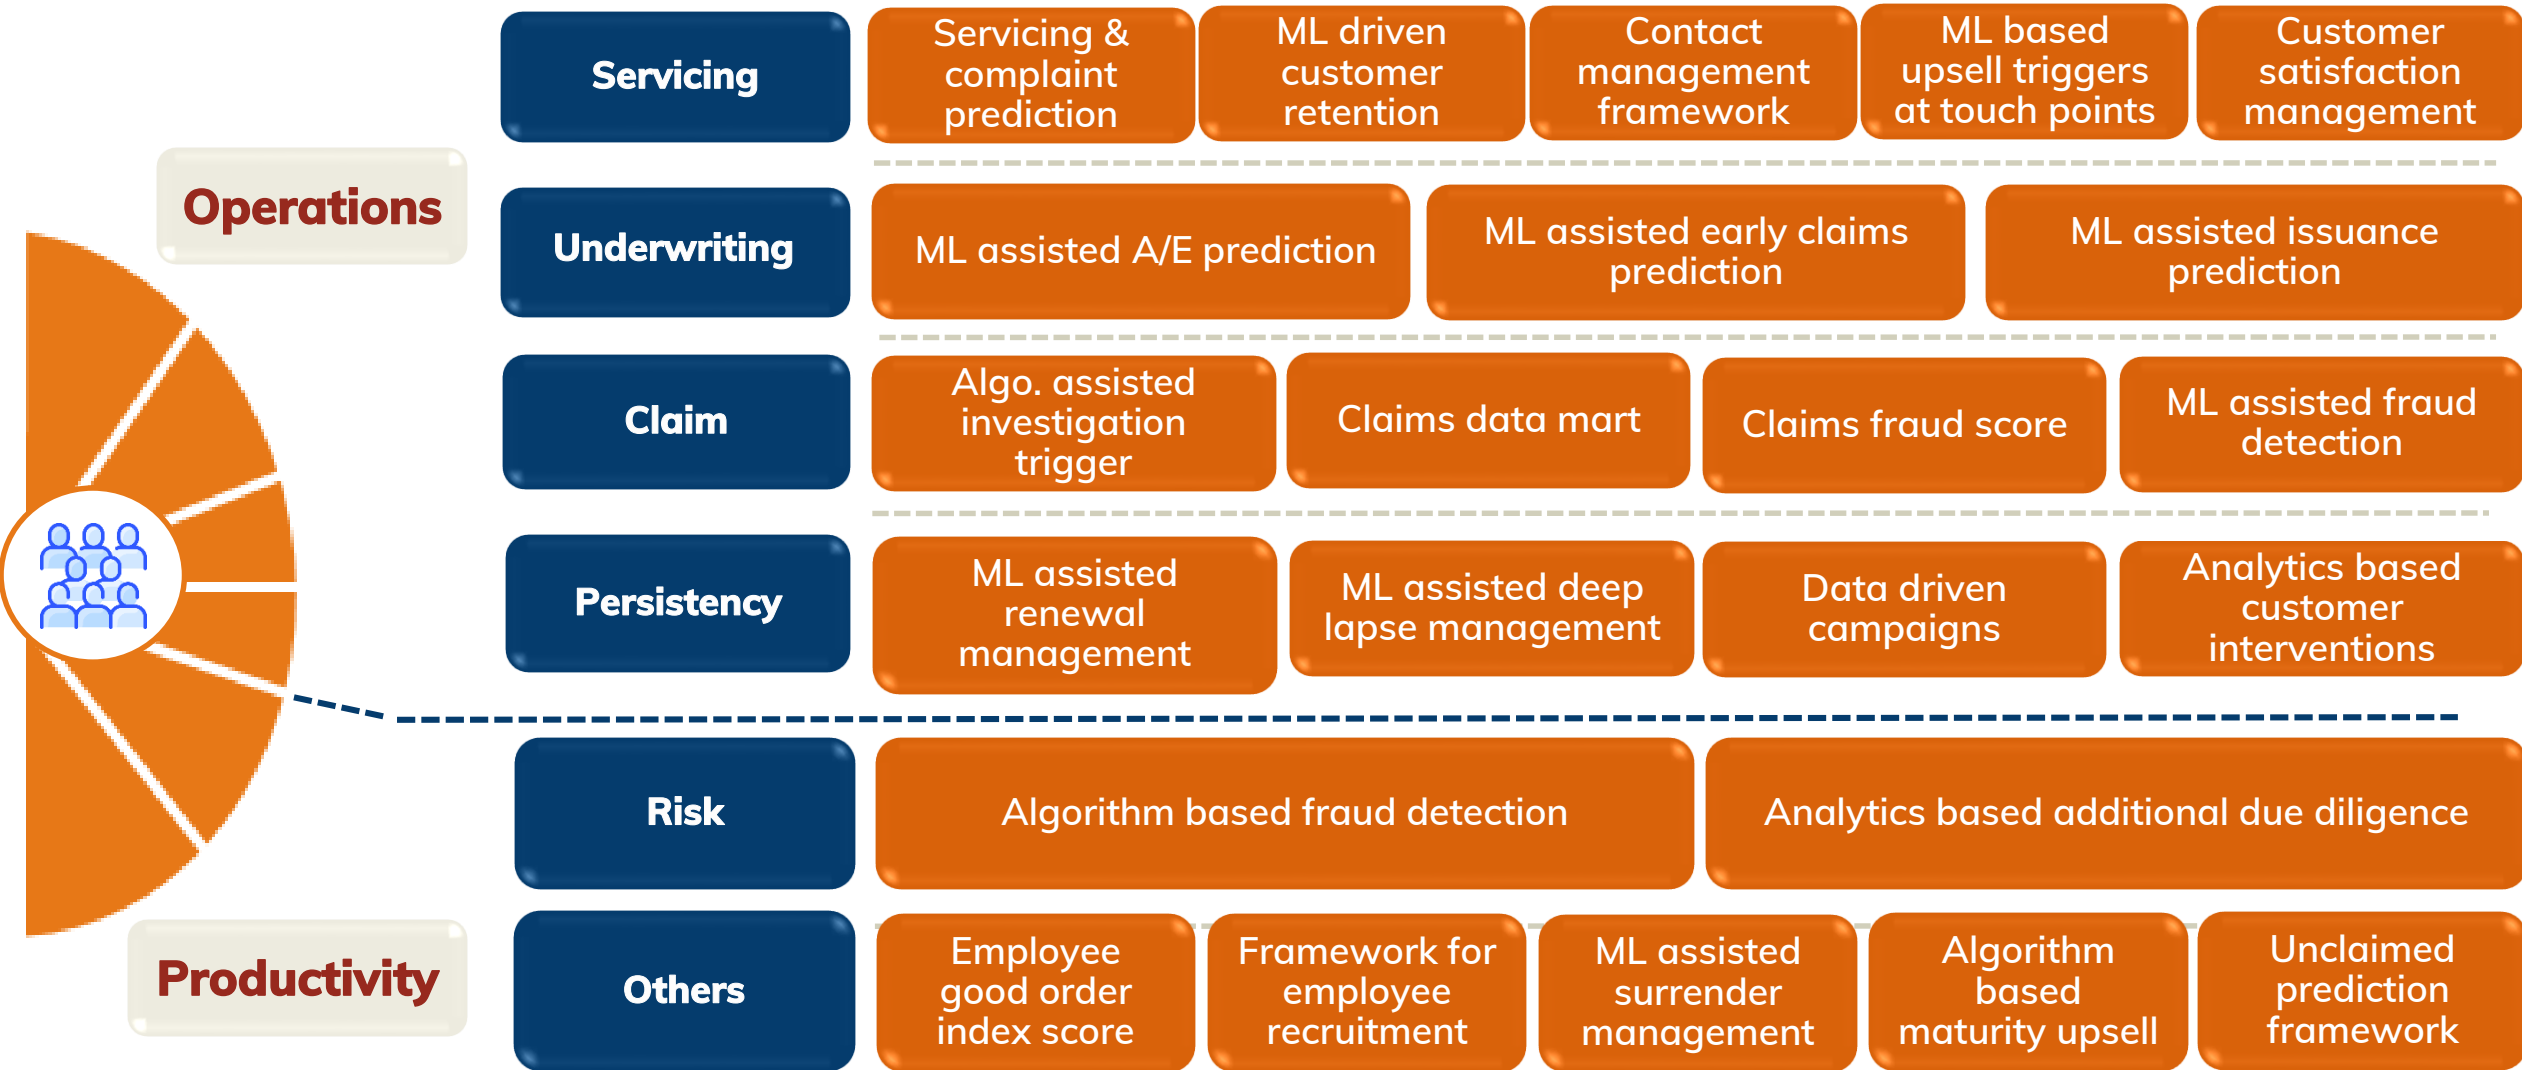 Operations
Servicing
Servicing &
complaint
prediction
ML driven
customer
retention
Contact
management
framework
ML based
upsell triggers
at touch points
Customer
satisfaction
management
Underwriting
ML assisted A/E prediction
ML assisted early claims
prediction
ML assisted issuance
prediction
Claim
Algo. assisted
investigation
trigger
Claims data mart
Claims fraud score
ML assisted fraud
detection
Persistency
ML assisted
renewal
management
ML assisted deep
lapse management
Data driven
campaigns
Analytics based
customer
interventions
Productivity
Risk
Algorithm based fraud detection
Analytics based additional due diligence
Others
Employee
good order
index score
Framework for
employee
recruitment
ML assisted
surrender
management
Algorithm
based
maturity upsell
Unclaimed
prediction
framework